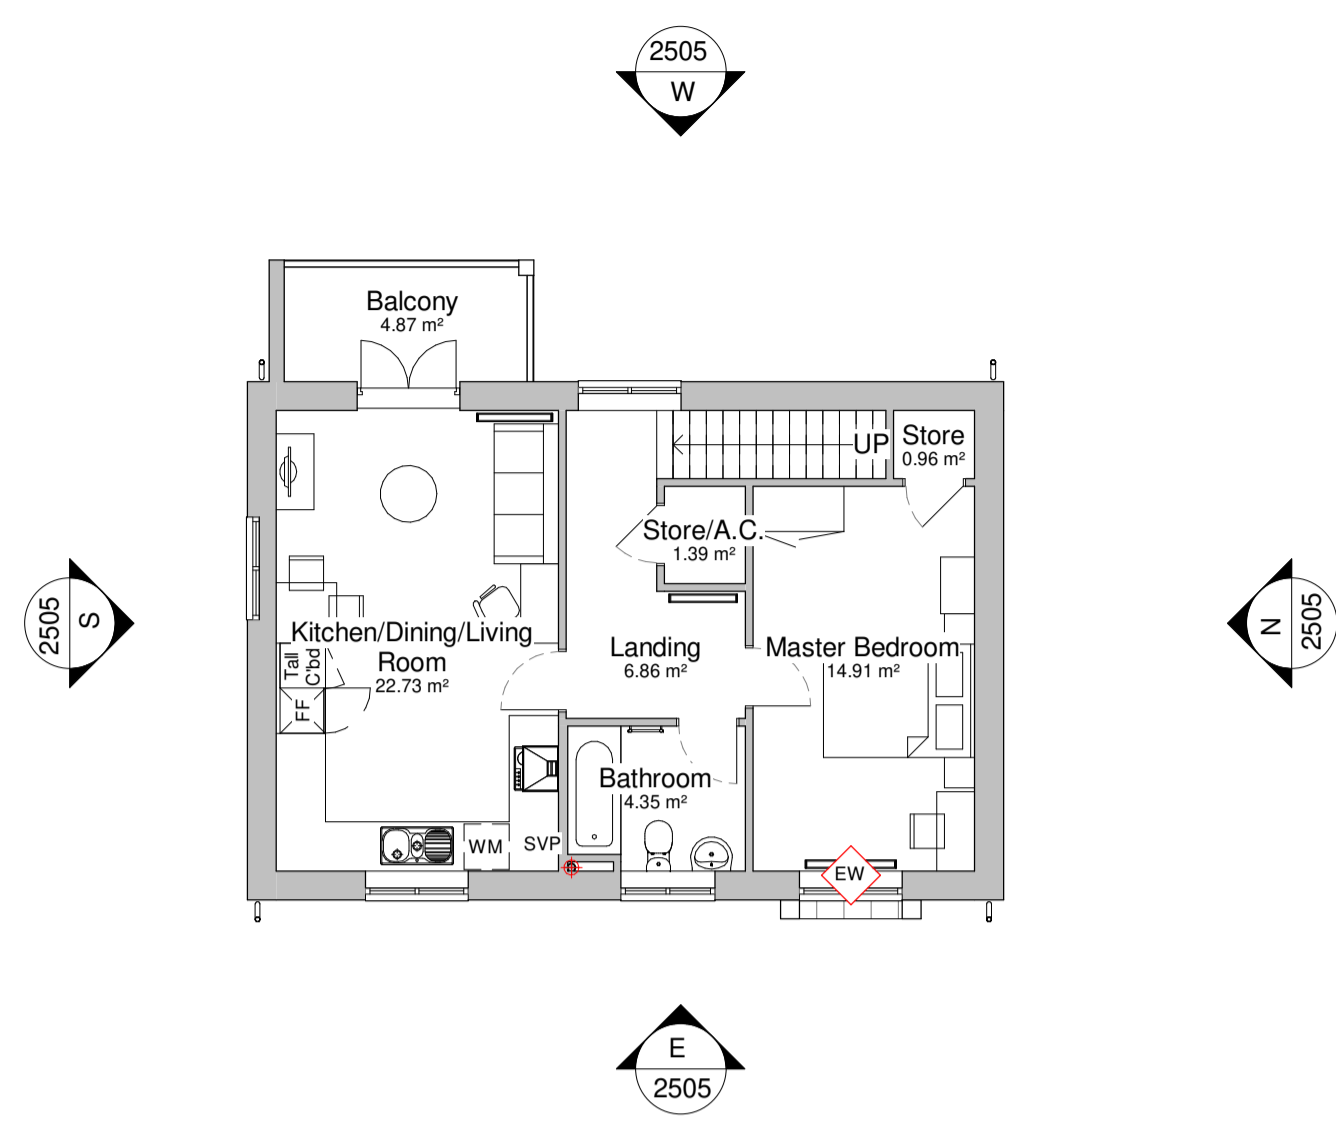 2505
W
Balcony
4.87 m²
UP
Store
0.96 m²
Store/A.C.
1.39 m²
2505
S
Kitchen/Dining/Living
Room
22.73 m²
Tall
C'bd
FF
Landing
6.86 m²
Master Bedroom
14.91 m²
N
2505
Bathroom
4.35 m²
WM
SVP
EW
E
2505